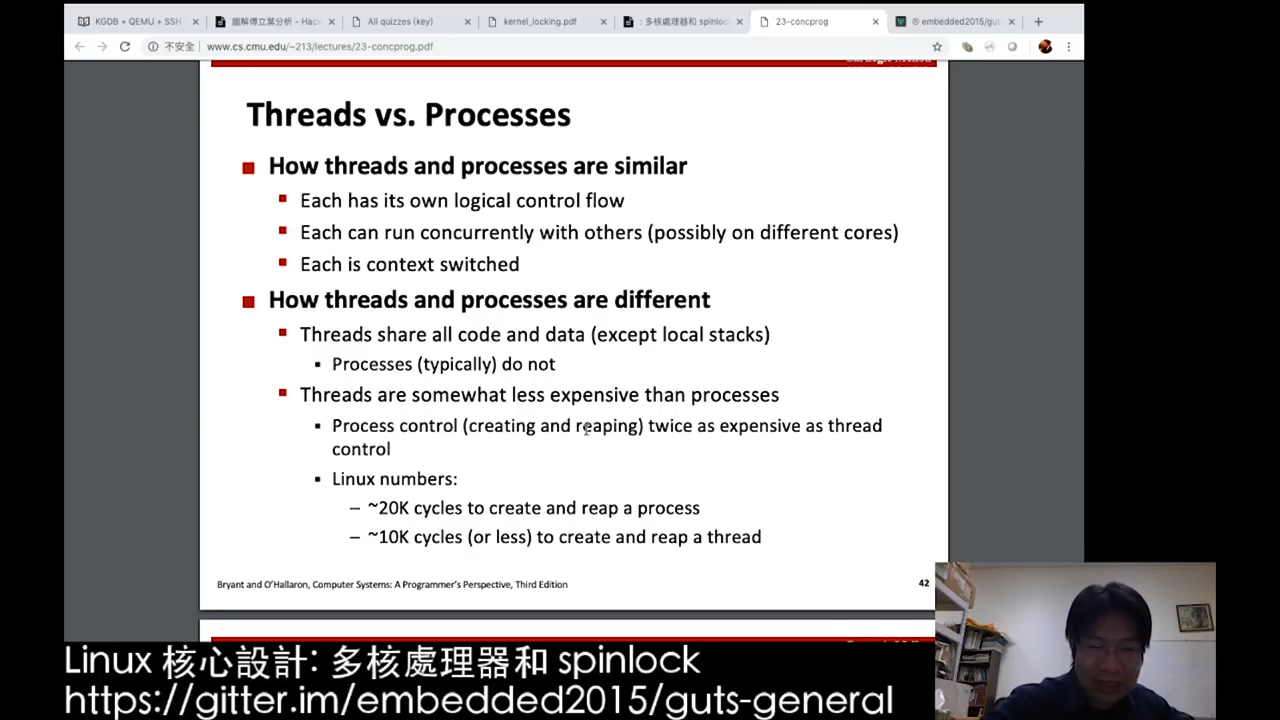 KGDB + QEMU + SSH
圖解傅立葉分析 - Hack
All quizzes (key)
kernel_locking.pdf
: 多核處理器和 spinloc
23-concprog
embedded2015/guts
不安全
www.cs.cmu.edu/~213/lectures/23-concprog.pdf
Threads vs. Processes
How threads and processes are similar
Each has its own logical control flow
Each can run concurrently with others (possibly on different cores)
Each is context switched
How threads and processes are different
Threads share all code and data (except local stacks)
Processes (typically) do not
Threads are somewhat less expensive than processes
Process control (creating and reaping) twice as expensive as thread
control
Linux numbers:
– ~20K cycles to create and reap a process
– ~10K cycles (or less) to create and reap a thread
Bryant and O'Hallaron, Computer Systems: A Programmer's Perspective, Third Edition
42
Linux 核心設計: 多核處理器和 spinlock
https://gitter.im/embedded2015/guts-general